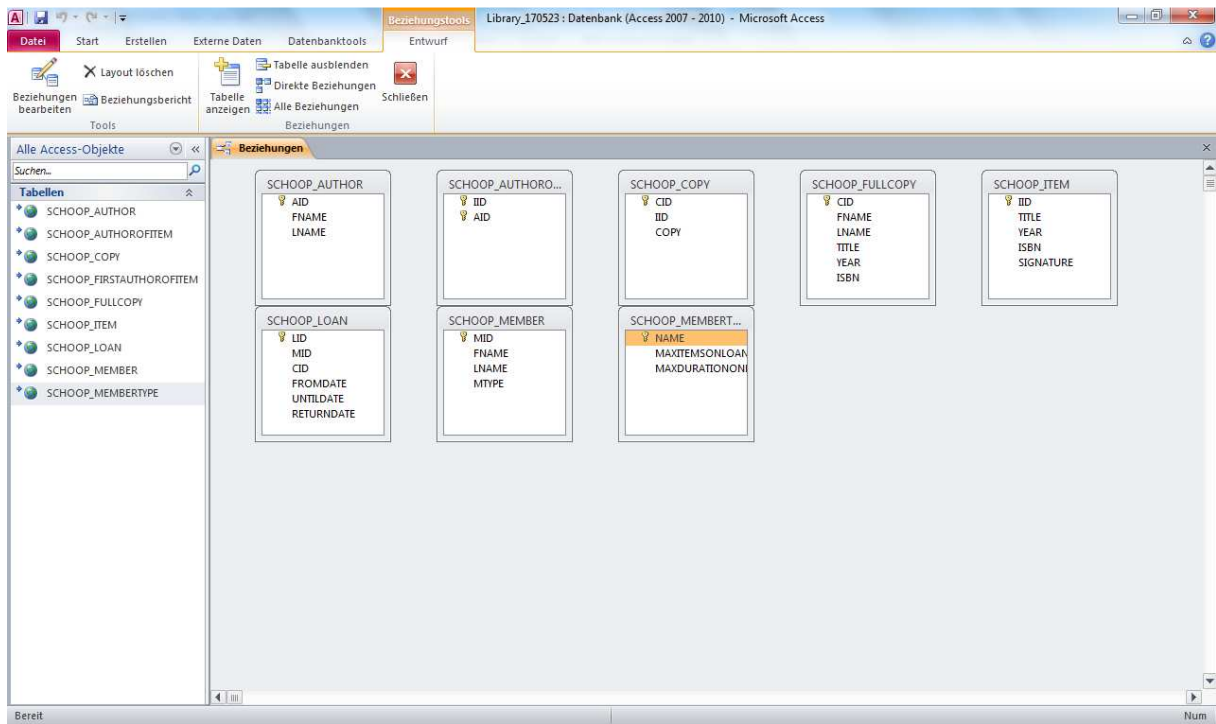 A
Beziehungstools
Library_170523 : Datenbank (Access 2007 - 2010) - Microsoft Access
Datei Start Erstellen Externe Daten Datenbanktools Entwurf
Beziehungen bearbeiten
Layout löschen
Beziehungsbericht
Tools
Tabelle anzeigen
Tabelle ausblenden
Direkte Beziehungen
Alle Beziehungen
Schließen
Beziehungen
Alle Access-Objekte
Suchen...
Tabellen
SCHOOP_AUTHOR
SCHOOP_AUTHOROFITEM
SCHOOP_COPY
SCHOOP_FIRSTAUTHOROFITEM
SCHOOP_FULLCOPY
SCHOOP_ITEM
SCHOOP_LOAN
SCHOOP_MEMBER
SCHOOP_MEMBERTYPE
Beziehungen
SCHOOP_AUTHOR
AID
FNAME
LNAME
SCHOOP_AUTHORO...
IID
AID
SCHOOP_COPY
CID
IID
COPY
SCHOOP_FULLCOPY
CID
FNAME
LNAME
TITLE
YEAR
ISBN
SCHOOP_ITEM
IID
TITLE
YEAR
ISBN
SIGNATURE
SCHOOP_LOAN
LID
MID
CID
FROMDATE
UNTILDATE
RETURNDATE
SCHOOP_MEMBER
MID
FNAME
LNAME
MTYPE
SCHOOP_MEMBERT...
NAME
MAXITEMSONLOAN
MAXDURATIONONL
Bereit
Num